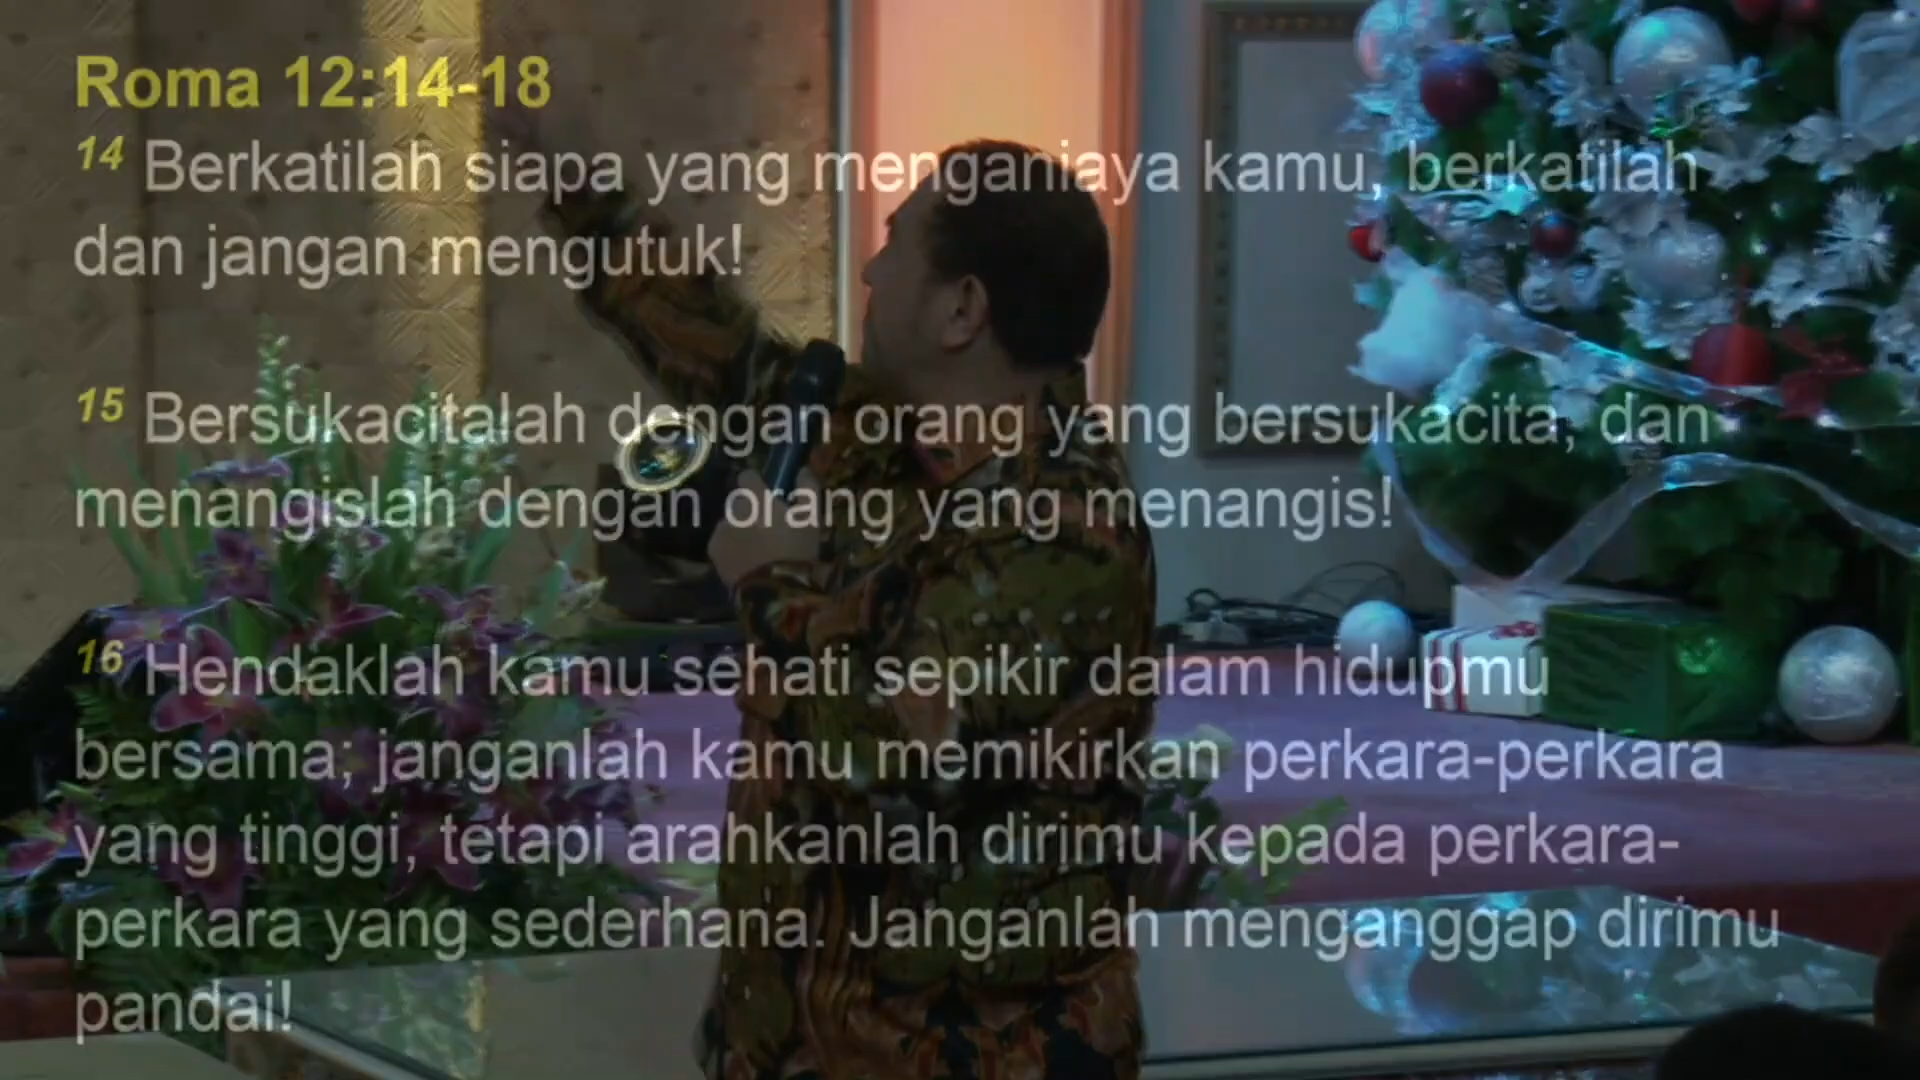 Roma 12:14-18
14 Berkatilah siapa yang menganiaya kamu, berkatilah
dan jangan mengutuk!
15 Bersukacitalah dengan orang yang bersukacita, dan
menangislah dengan orang yang menangis!
16 Hendaklah kamu sehati sepikir dalam hidupmu
bersama; janganlah kamu memikirkan perkara-perkara
yang tinggi, tetapi arahkanlah dirimu kepada perkara-
perkara yang sederhana. Janganlah menganggap dirimu
pandai!